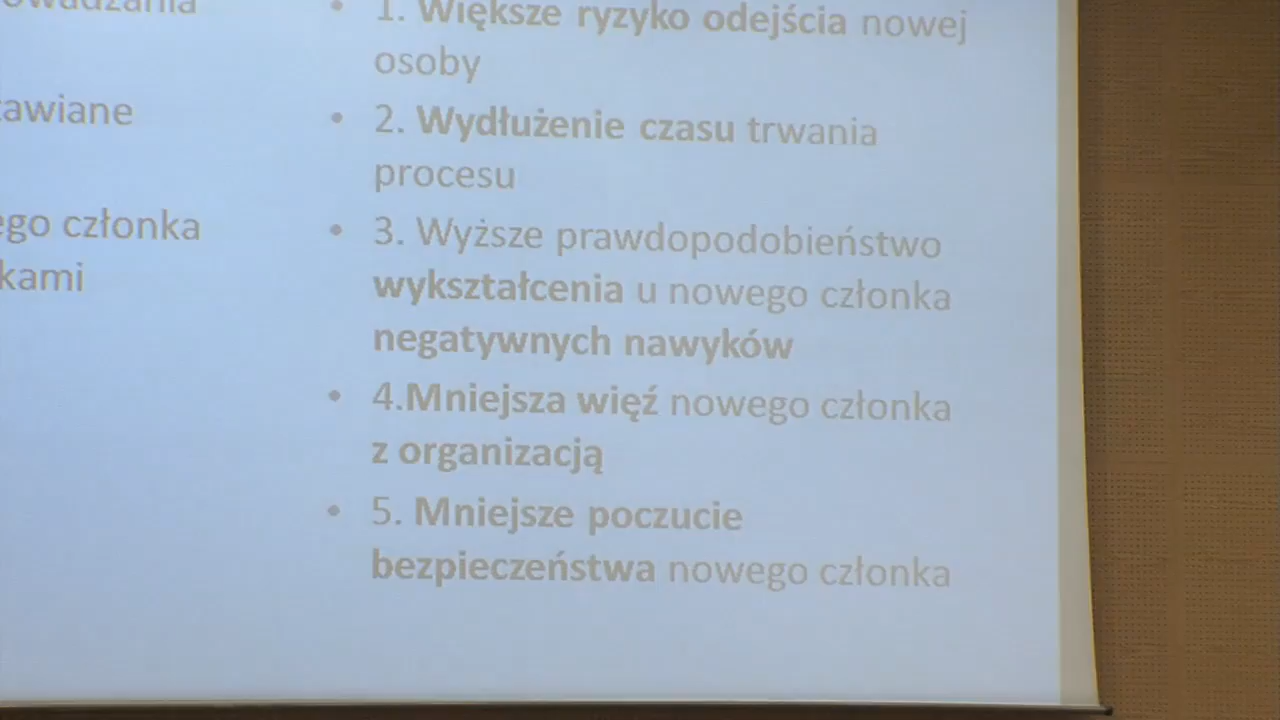 • 1. Większe ryzyko odejścia nowej
osoby
• 2. Wydłużenie czasu trwania
procesu
• 3. Wyższe prawdopodobieństwo
wykształcenia u nowego członka
negatywnych nawyków
• 4.Mniejsza więź nowego członka
z organizacją
• 5. Mniejsze poczucie
bezpieczeństwa nowego członka
członka